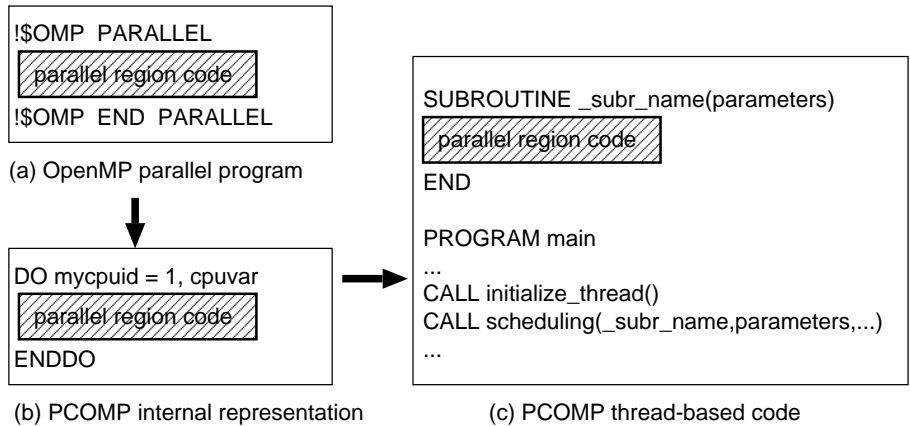 !$OMP PARALLEL
parallel region code
!$OMP END PARALLEL
(a) OpenMP parallel program
DO mycpuid = 1, cpuvar
parallel region code
ENDDO
(b) PCOMP internal representation
SUBROUTINE _subr_name(parameters)
parallel region code
END
PROGRAM main
...
CALL initialize_thread()
CALL scheduling(_subr_name,parameters,...)
...
(c) PCOMP thread-based code